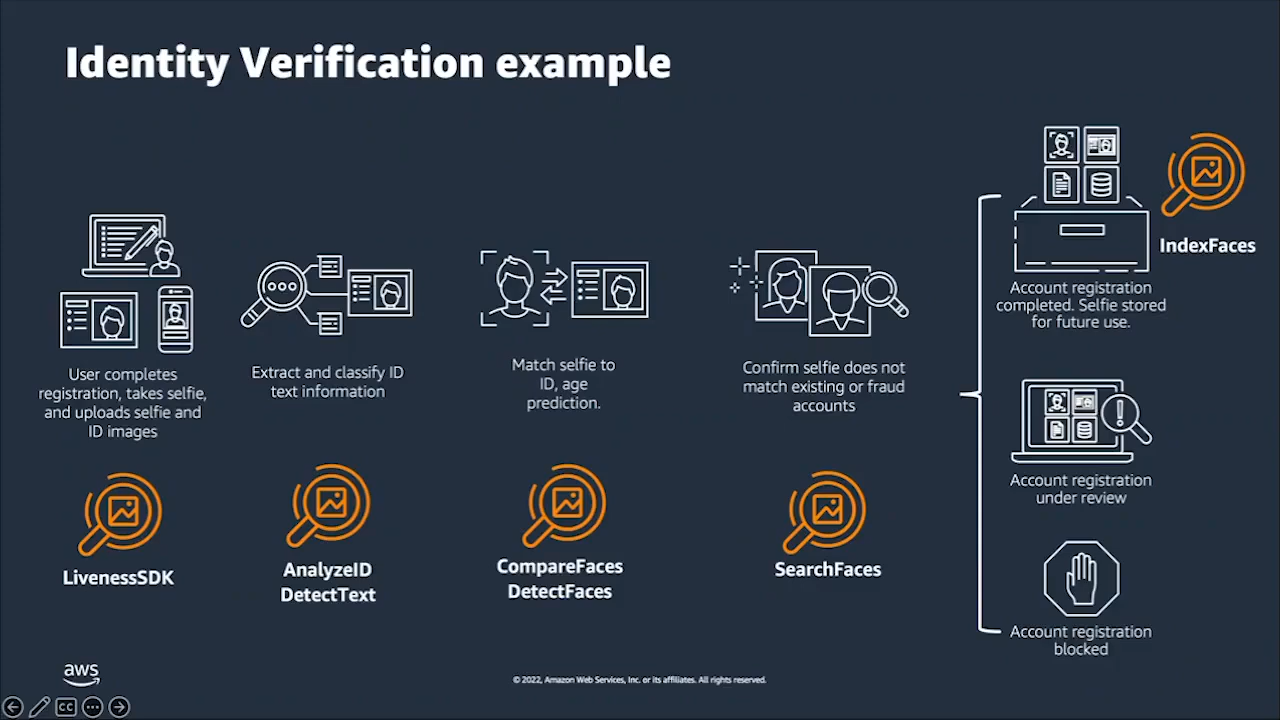 Identity Verification example
User completes
registration, takes selfie,
and uploads selfie and
ID images
LivenessSDK
Extract and classify ID
text information
AnalyzeID
DetectText
Match selfie to
ID, age
prediction.
CompareFaces
DetectFaces
Confirm selfie does not
match existing or fraud
accounts
SearchFaces
IndexFaces
Account registration
completed. Selfie stored
for future use.
Account registration
under review
Account registration
blocked
aws
© 2022, Amazon Web Services, Inc. or its affiliates. All rights reserved.
CC